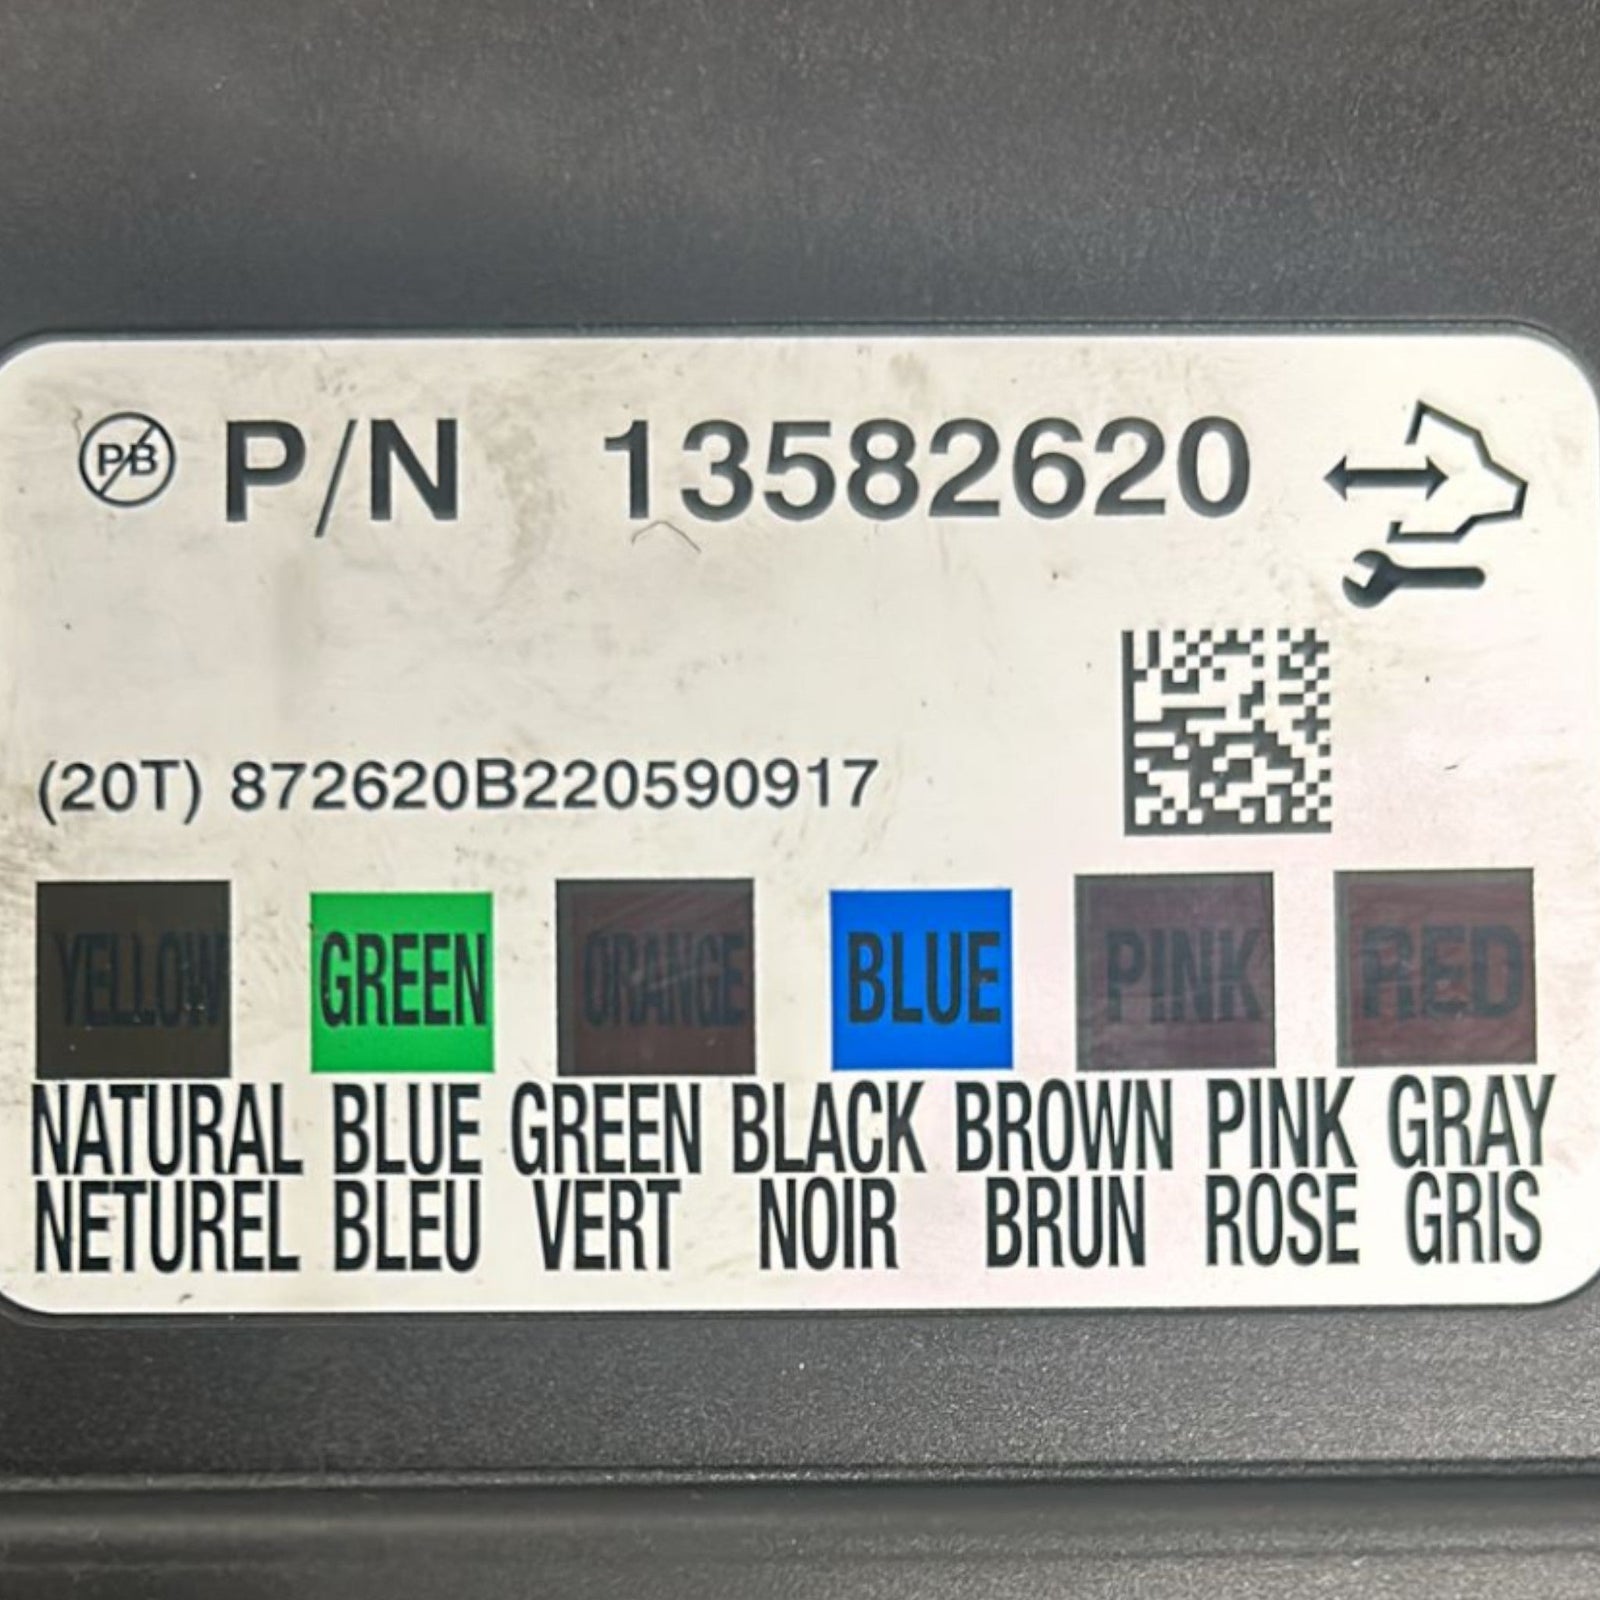 PB P/N 13582620
(20T) 872620B220590917
YELLOW GREEN ORANGE BLUE PINK RED
NATURAL BLUE GREEN BLACK BROWN PINK GRAY
NETUREL BLEU VERT NOIR BRUN ROSE GRIS